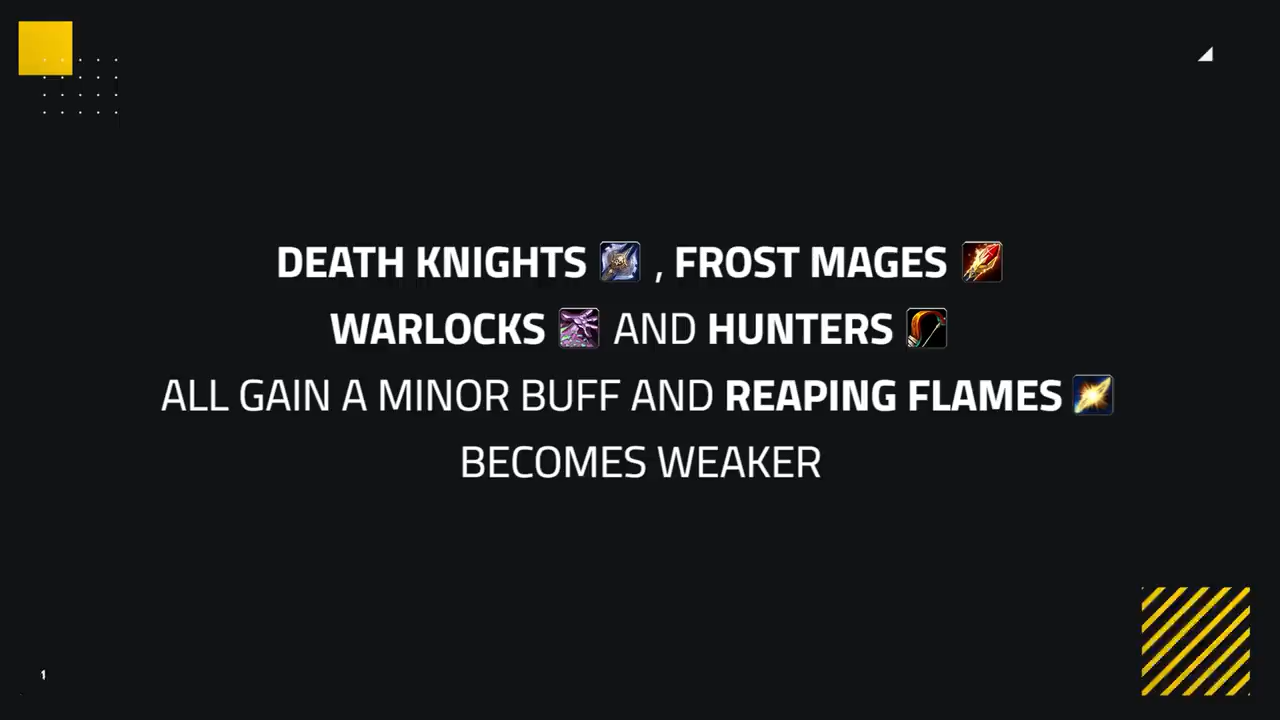 DEATH KNIGHTS , FROST MAGES
WARLOCKS AND HUNTERS
ALL GAIN A MINOR BUFF AND REAPING FLAMES
BECOMES WEAKER
1